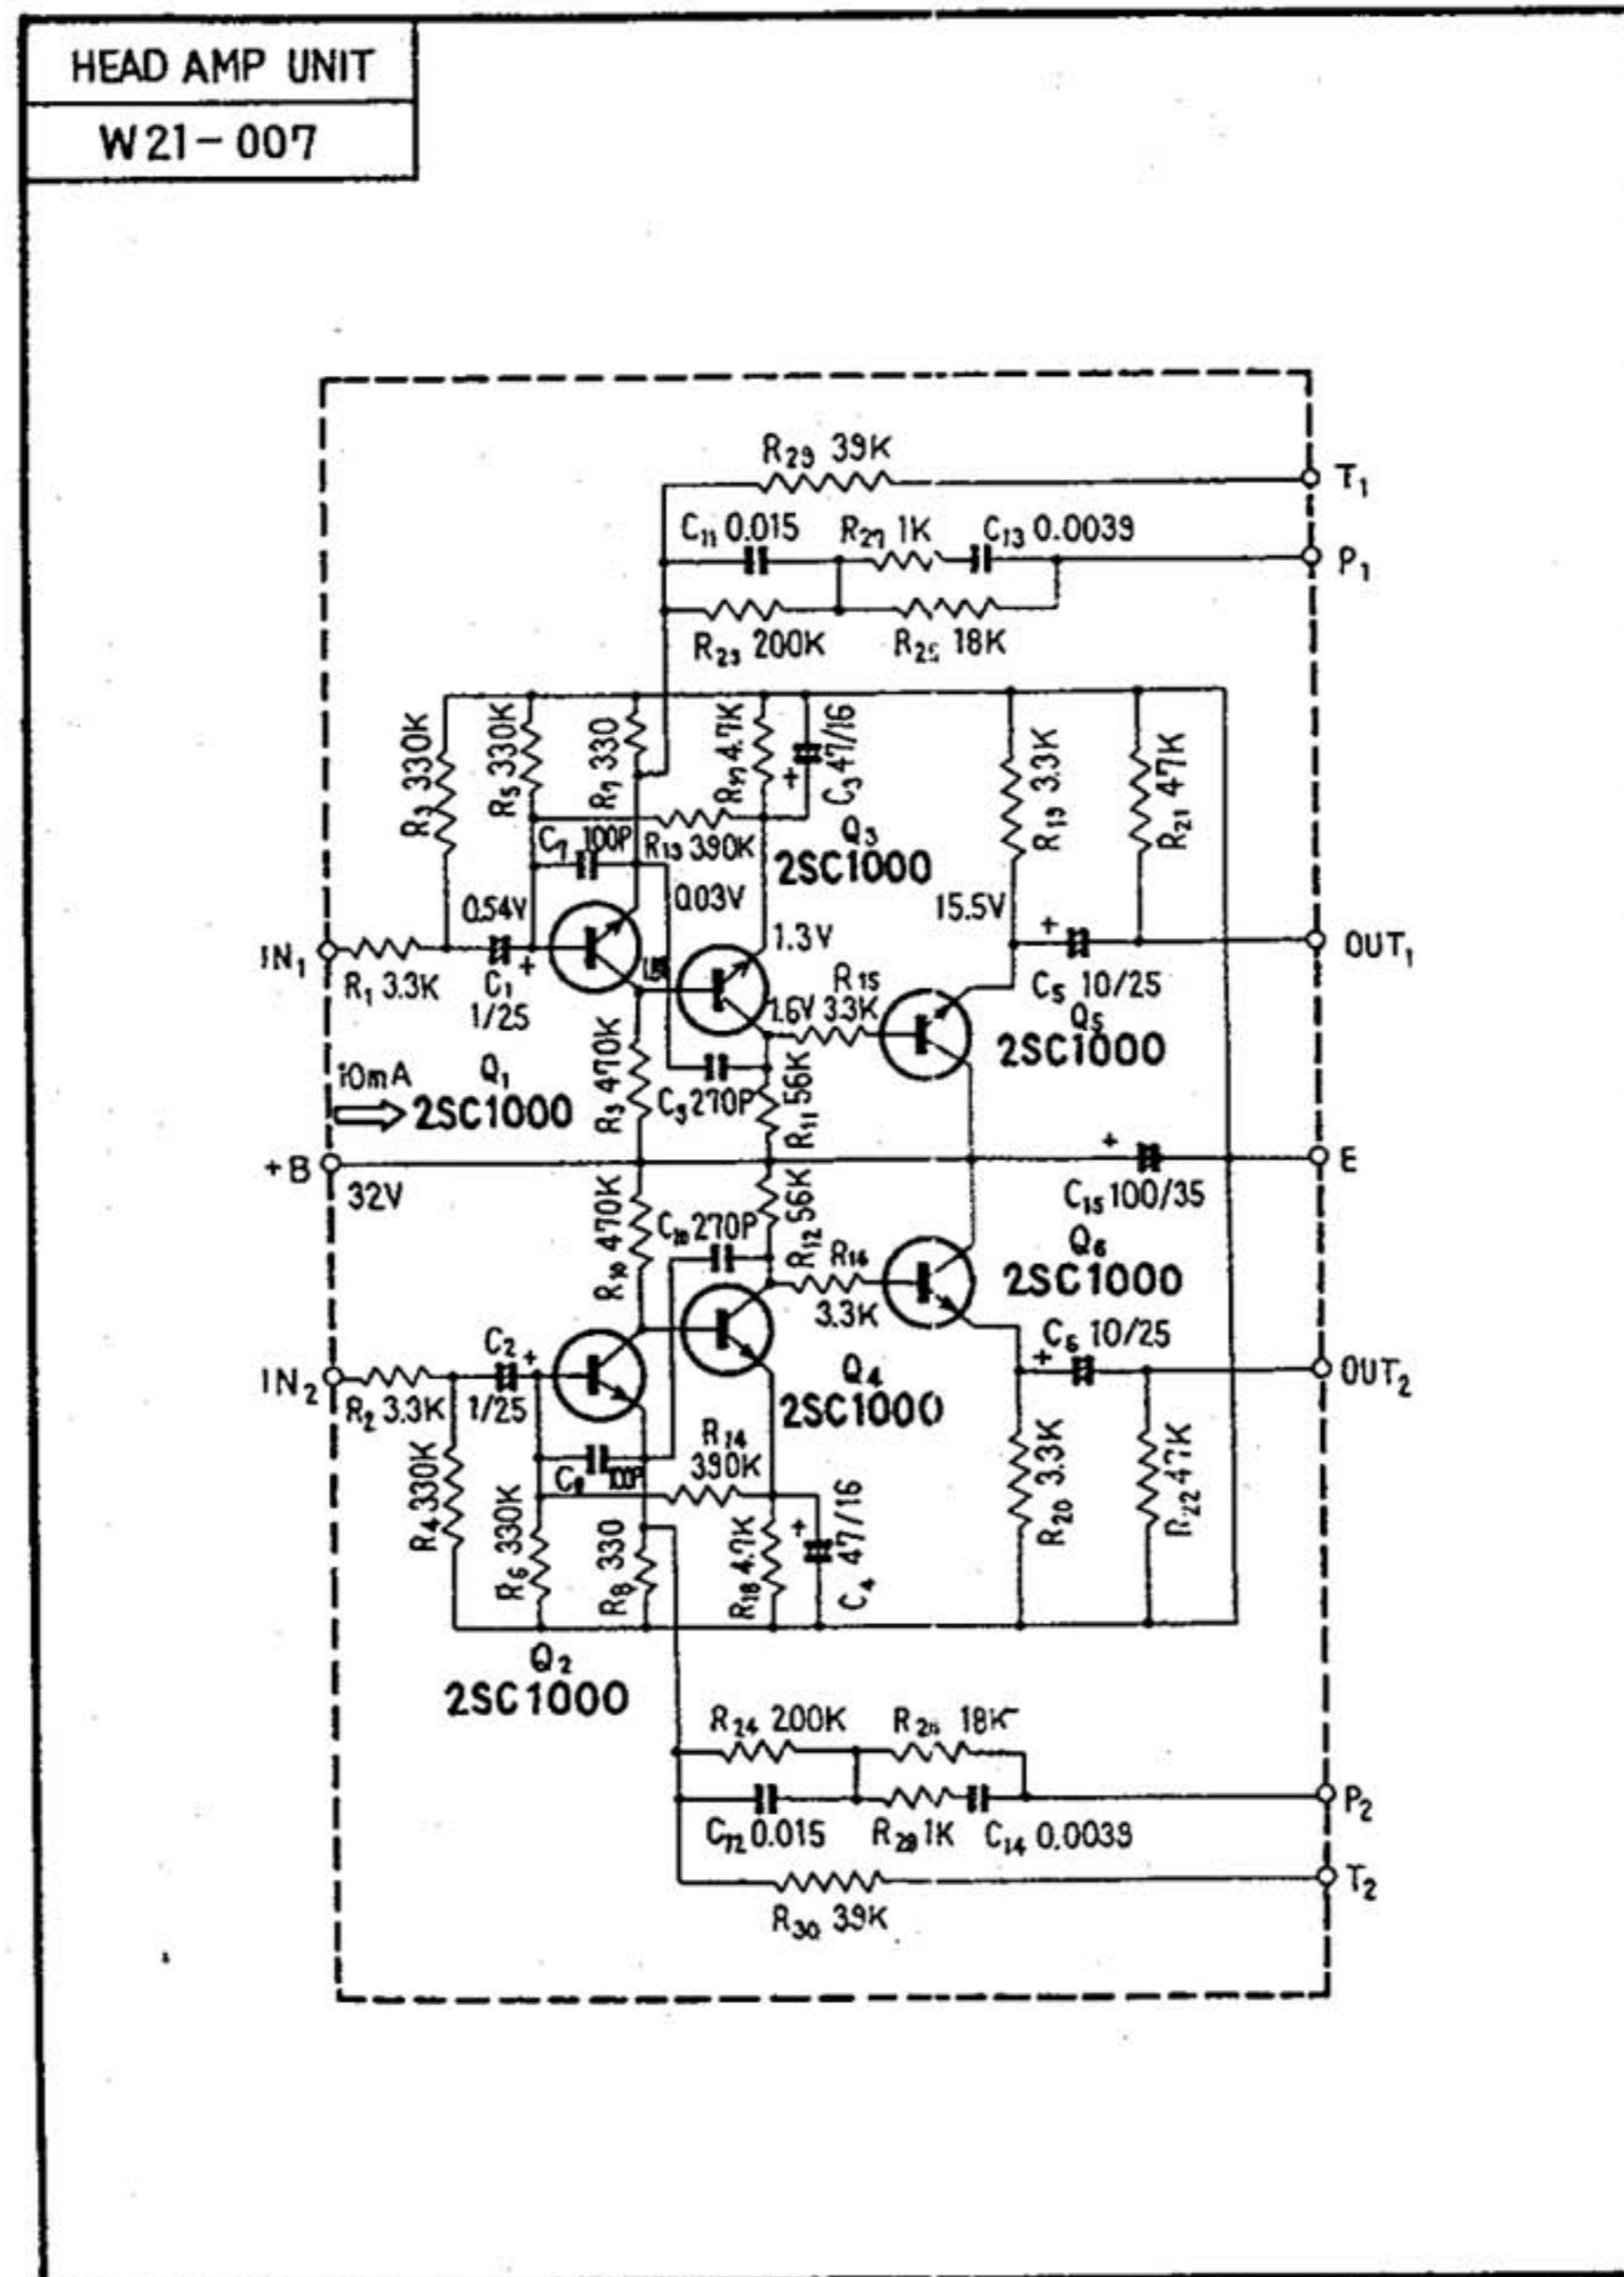 HEAD AMP UNIT
W21-007
R29 39K
T1
C11 0.015
R27 1K
C13 0.0039
P1
R23 200K
R25 18K
R3 330K
R5 330K
R7 330
R17 4.7K
C3 47/16
R19 3.3K
R21 47K
C7 100P
R13 390K
Q3
2SC1000
0.54V
0.03V
15.5V
1.3V
+
IN1
R1 3.3K
C1
1/25
+
+
OUT1
R15
3.3K
C5 10/25
Q5
2SC1000
10mA
Q1
2SC1000
R9 470K
C9 270P
R11 56K
+B
32V
+
E
C15 100/35
R10 470K
C10 270P
R12 56K
R16
3.3K
Q6
2SC1000
C2
+
C6 10/25
+
IN2
R2 3.3K
1/25
Q4
2SC1000
OUT2
R4 330K
C8 100P
R14
390K
R6 330K
R8 330
R18 4.7K
+
C4 47/16
R20 3.3K
R22 47K
Q2
2SC1000
R24 200K
R26 18K
P2
C12 0.015
R28 1K
C14 0.0039
T2
R30 39K